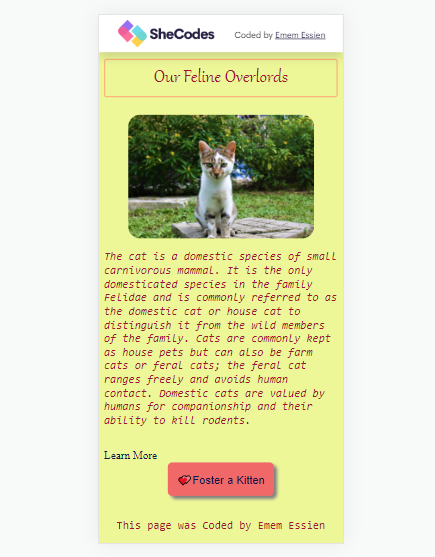 SheCodes
Coded by Emem Essien
Our Feline Overlords
The cat is a domestic species of small
carnivorous mammal. It is the only
domesticated species in the family
Felidae and is commonly referred to as
the domestic cat or house cat to
distinguish it from the wild members
of the family. Cats are commonly kept
as house pets but can also be farm
cats or feral cats; the feral cat
ranges freely and avoids human
contact. Domestic cats are valued by
humans for companionship and their
ability to kill rodents.
Learn More
Foster a Kitten
This page was Coded by Emem Essien